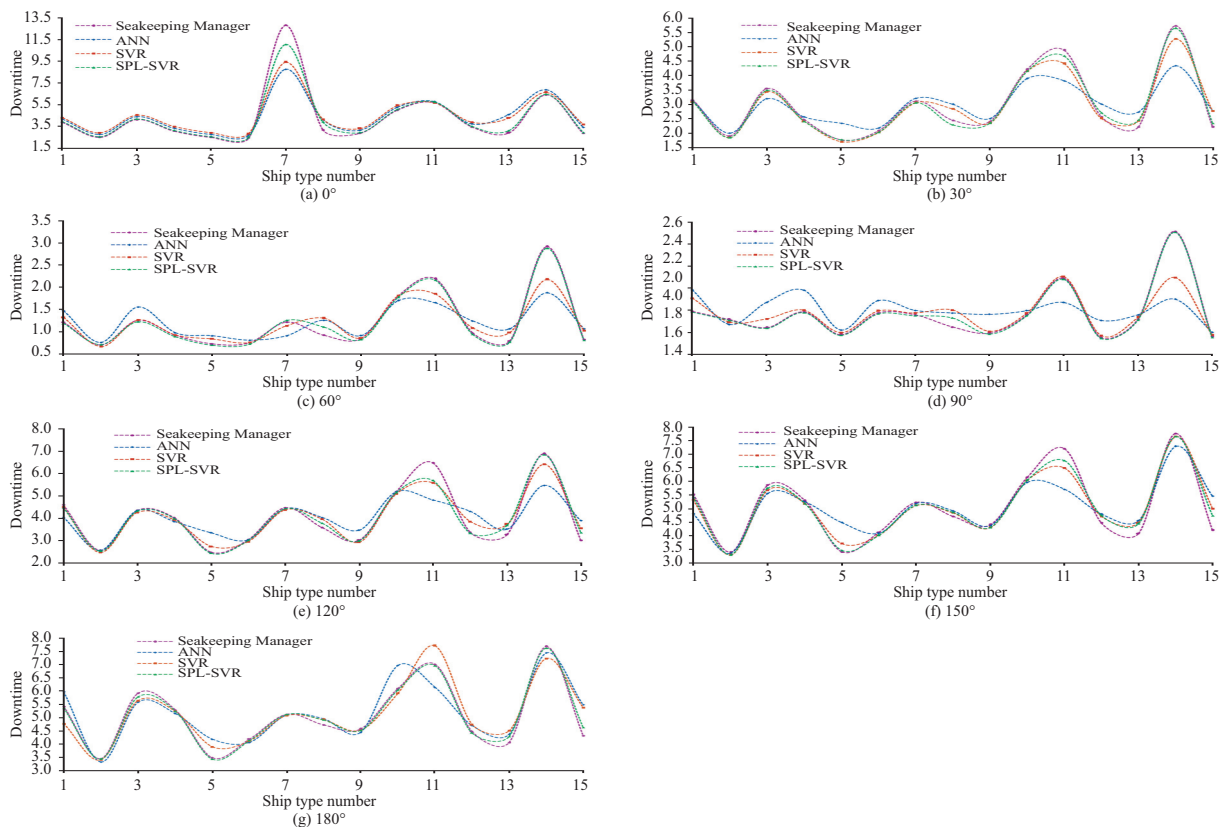 13.5
11.5
9.5
7.5
5.5
3.5
1.5
Downtime
Seakeeping Manager
ANN
SVR
SPL-SVR
1 3 5 7 9 11 13 15
Ship type number
(a) 0°
6.0
5.5
5.0
4.5
4.0
3.5
3.0
2.5
2.0
1.5
Downtime
Seakeeping Manager
ANN
SVR
SPL-SVR
1 3 5 7 9 11 13 15
Ship type number
(b) 30°
3.5
3.0
2.5
2.0
1.5
1.0
0.5
Downtime
Seakeeping Manager
ANN
SVR
SPL-SVR
1 3 5 7 9 11 13 15
Ship type number
(c) 60°
2.6
2.4
2.2
2.0
4.0
1.8
1.6
1.4
Downtime
Seakeeping Manager
ANN
SVR
SPL-SVR
1 3 5 7 9 11 13 15
Ship type number
(d) 90°
8.0
7.0
6.0
5.0
4.0
3.0
2.0
Downtime
Seakeeping Manager
ANN
SVR
SPL-SVR
1 3 5 7 9 11 13 15
Ship type number
(e) 120°
8.0
7.5
7.0
6.5
6.0
5.5
5.0
4.5
4.0
3.5
3.0
Downtime
Seakeeping Manager
ANN
SVR
SPL-SVR
1 3 5 7 9 11 13 15
Ship type number
(f) 150°
8.0
7.5
7.0
6.5
6.0
5.5
5.0
4.5
4.0
3.5
3.0
Downtime
Seakeeping Manager
ANN
SVR
SPL-SVR
1 3 5 7 9 11 13 15
Ship type number
(g) 180°